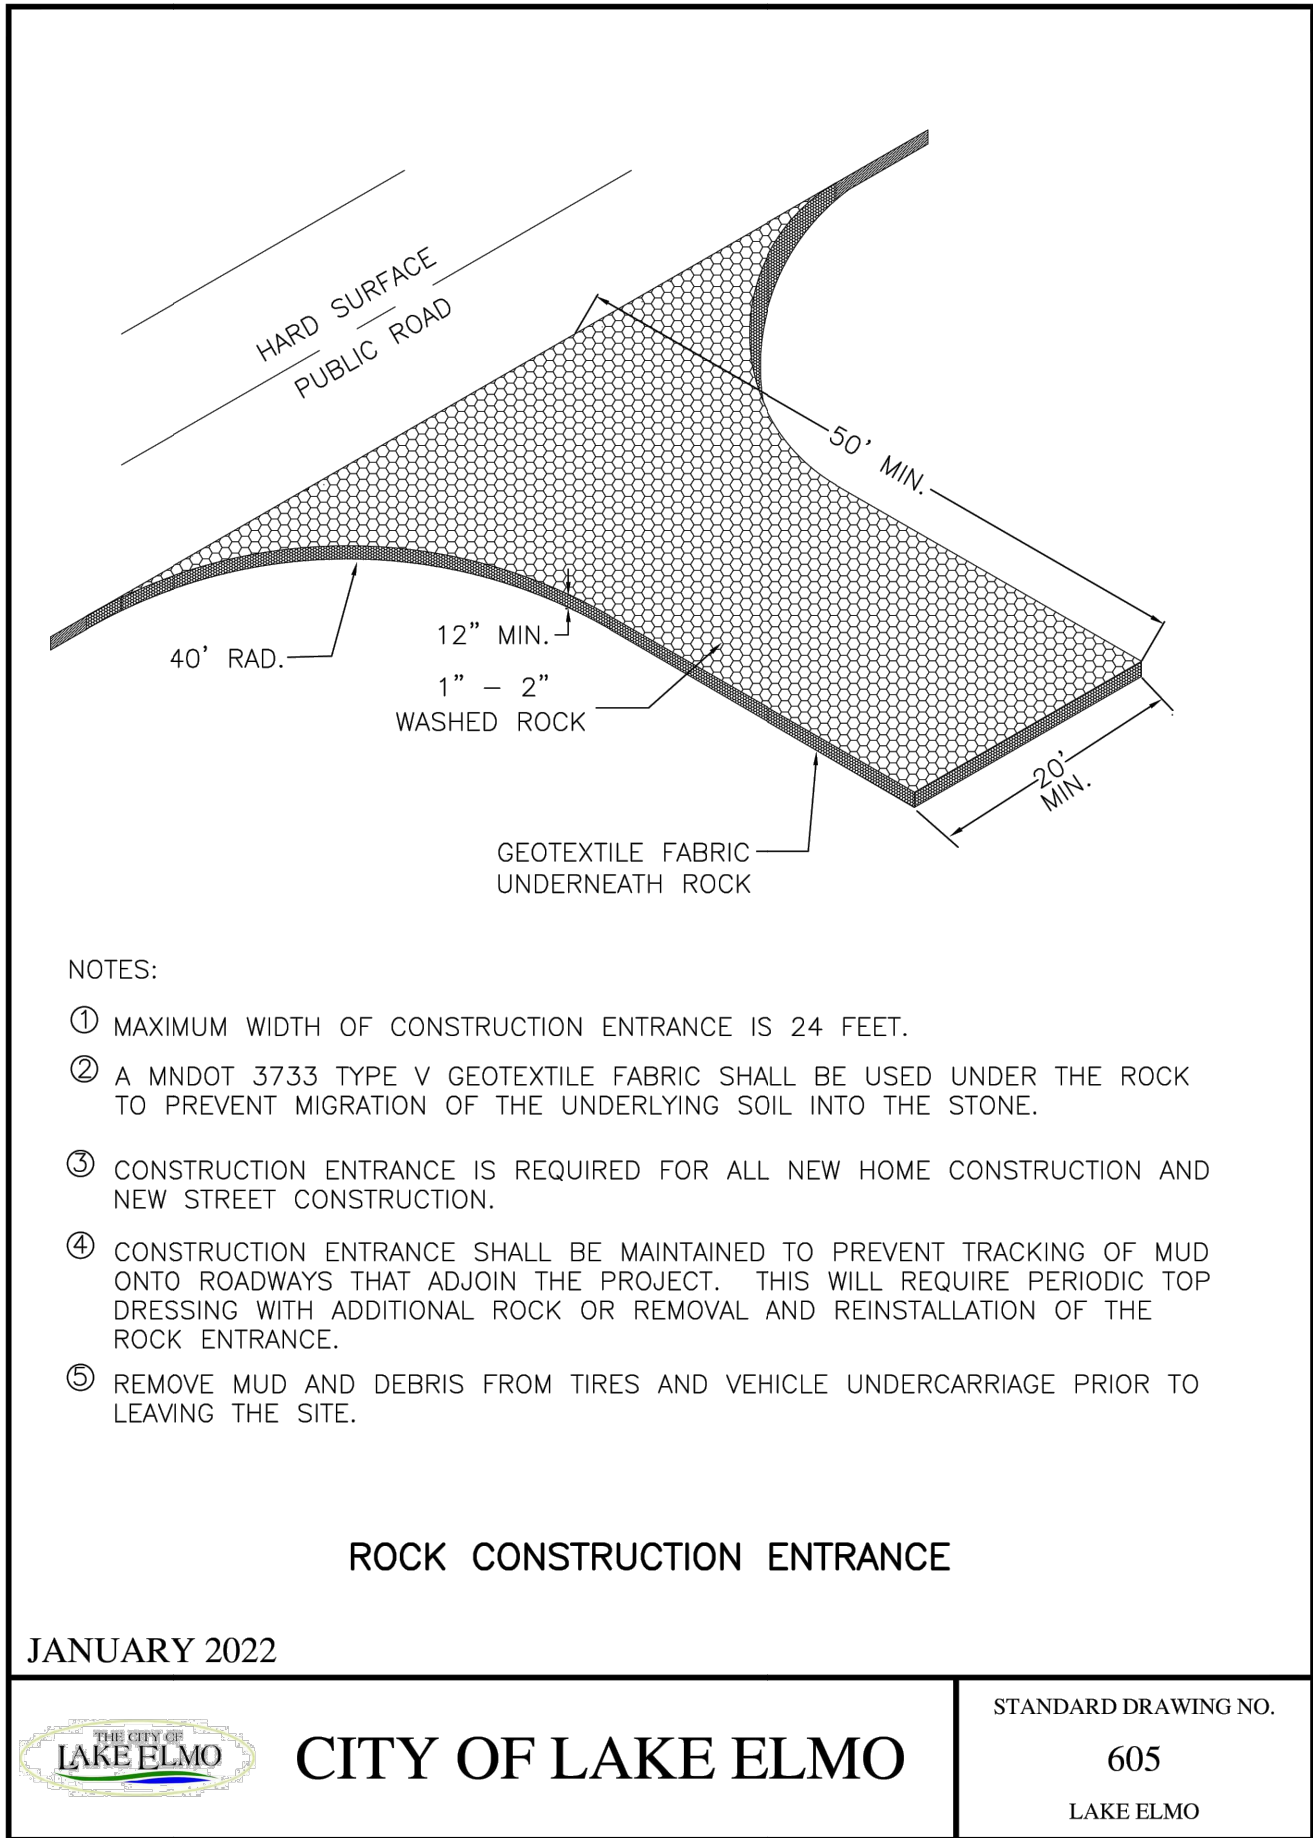 HARD SURFACE
PUBLIC ROAD
50' MIN.
40' RAD.
12" MIN.
1" – 2"
WASHED ROCK
20'
MIN.
GEOTEXTILE FABRIC
UNDERNEATH ROCK
NOTES:
① MAXIMUM WIDTH OF CONSTRUCTION ENTRANCE IS 24 FEET.
② A MNDOT 3733 TYPE V GEOTEXTILE FABRIC SHALL BE USED UNDER THE ROCK
TO PREVENT MIGRATION OF THE UNDERLYING SOIL INTO THE STONE.
③ CONSTRUCTION ENTRANCE IS REQUIRED FOR ALL NEW HOME CONSTRUCTION AND
NEW STREET CONSTRUCTION.
④ CONSTRUCTION ENTRANCE SHALL BE MAINTAINED TO PREVENT TRACKING OF MUD
ONTO ROADWAYS THAT ADJOIN THE PROJECT. THIS WILL REQUIRE PERIODIC TOP
DRESSING WITH ADDITIONAL ROCK OR REMOVAL AND REINSTALLATION OF THE
ROCK ENTRANCE.
⑤ REMOVE MUD AND DEBRIS FROM TIRES AND VEHICLE UNDERCARRIAGE PRIOR TO
LEAVING THE SITE.
ROCK CONSTRUCTION ENTRANCE
JANUARY 2022
THE CITY OF
LAKE ELMO
CITY OF LAKE ELMO
STANDARD DRAWING NO.
605
LAKE ELMO